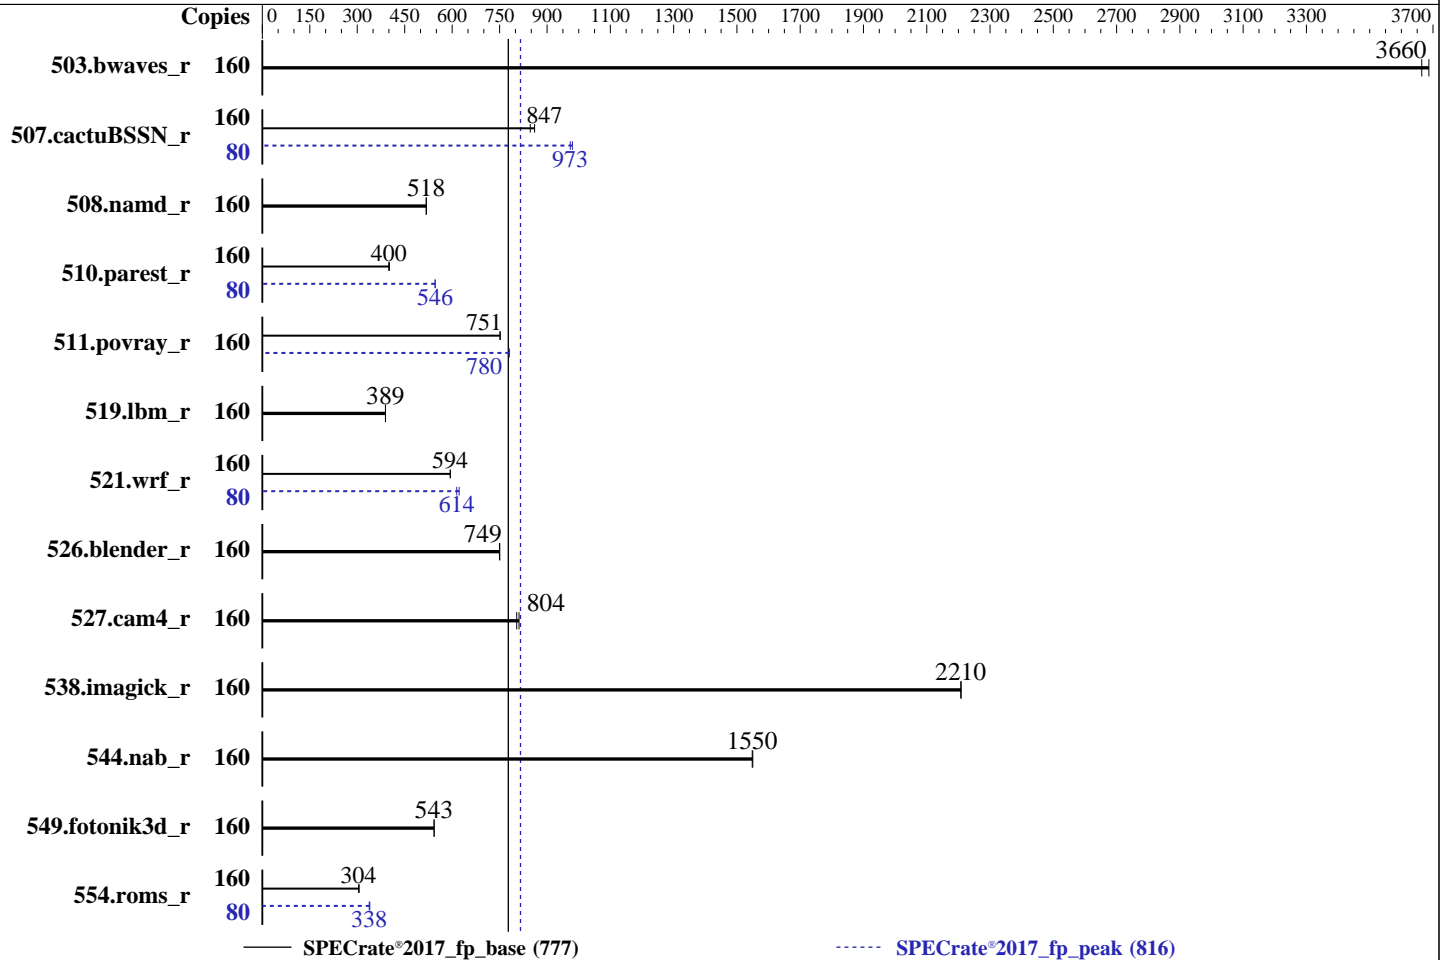 Copies 0 150 300 450 600 750 900 1100 1300 1500 1700 1900 2100 2300 2500 2700 2900 3100 3300 3700
503.bwaves_r 160 3660
507.cactuBSSN_r 160 847
80 973
508.namd_r 160 518
510.parest_r 160 400
80 546
511.povray_r 160 751
780
519.lbm_r 160 389
521.wrf_r 160 594
80 614
526.blender_r 160 749
527.cam4_r 160 804
538.imagick_r 160 2210
544.nab_r 160 1550
549.fotonik3d_r 160 543
554.roms_r 160 304
80 338
SPECrate®2017_fp_base (777) SPECrate®2017_fp_peak (816)